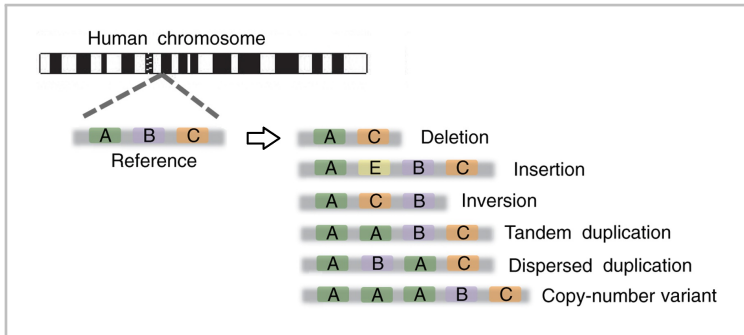 Human chromosome
A B C
Reference
A C Deletion
A E B C Insertion
A C B Inversion
A A B C Tandem duplication
A B A C Dispersed duplication
A A A B C Copy-number variant